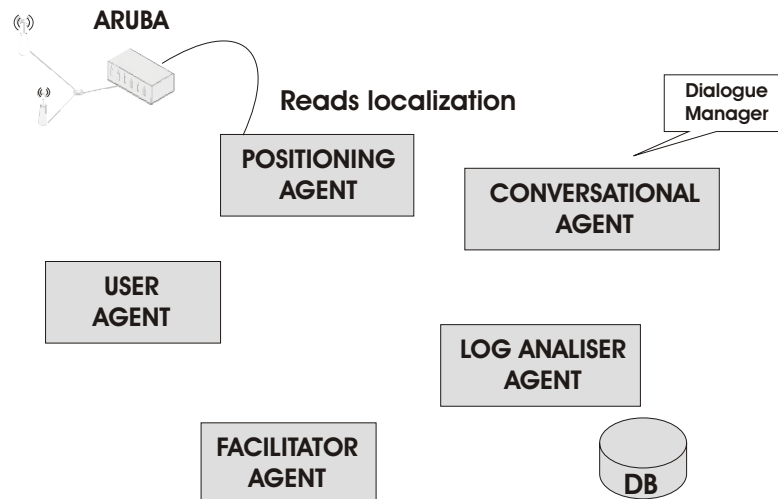 ARUBA
Reads localization
Dialogue
Manager
POSITIONING
AGENT
CONVERSATIONAL
AGENT
USER
AGENT
LOG ANALISER
AGENT
FACILITATOR
AGENT
DB